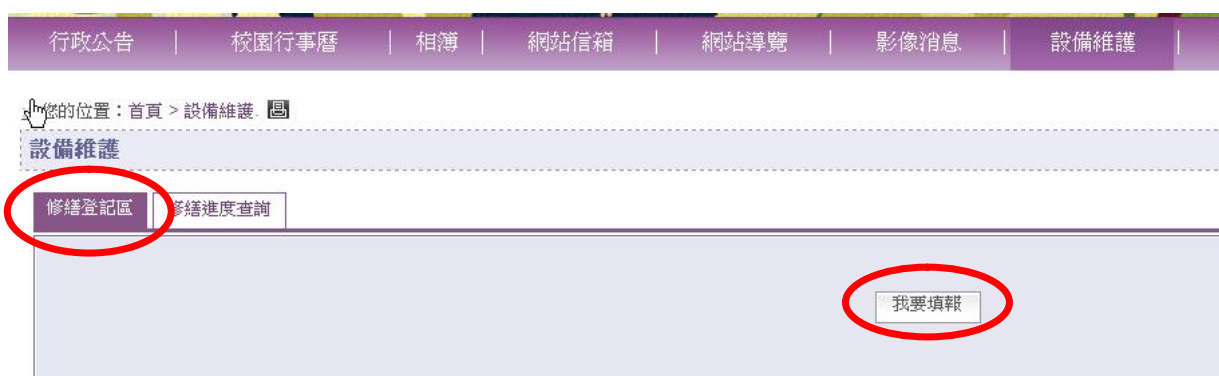 行政公告 | 校園行事曆 | 相簿 | 網站信箱 | 網站導覽 | 影像消息 | 設備維護 |
您的位置：首頁 > 設備維護
設備維護
修繕登記區 修繕進度查詢
我要填報